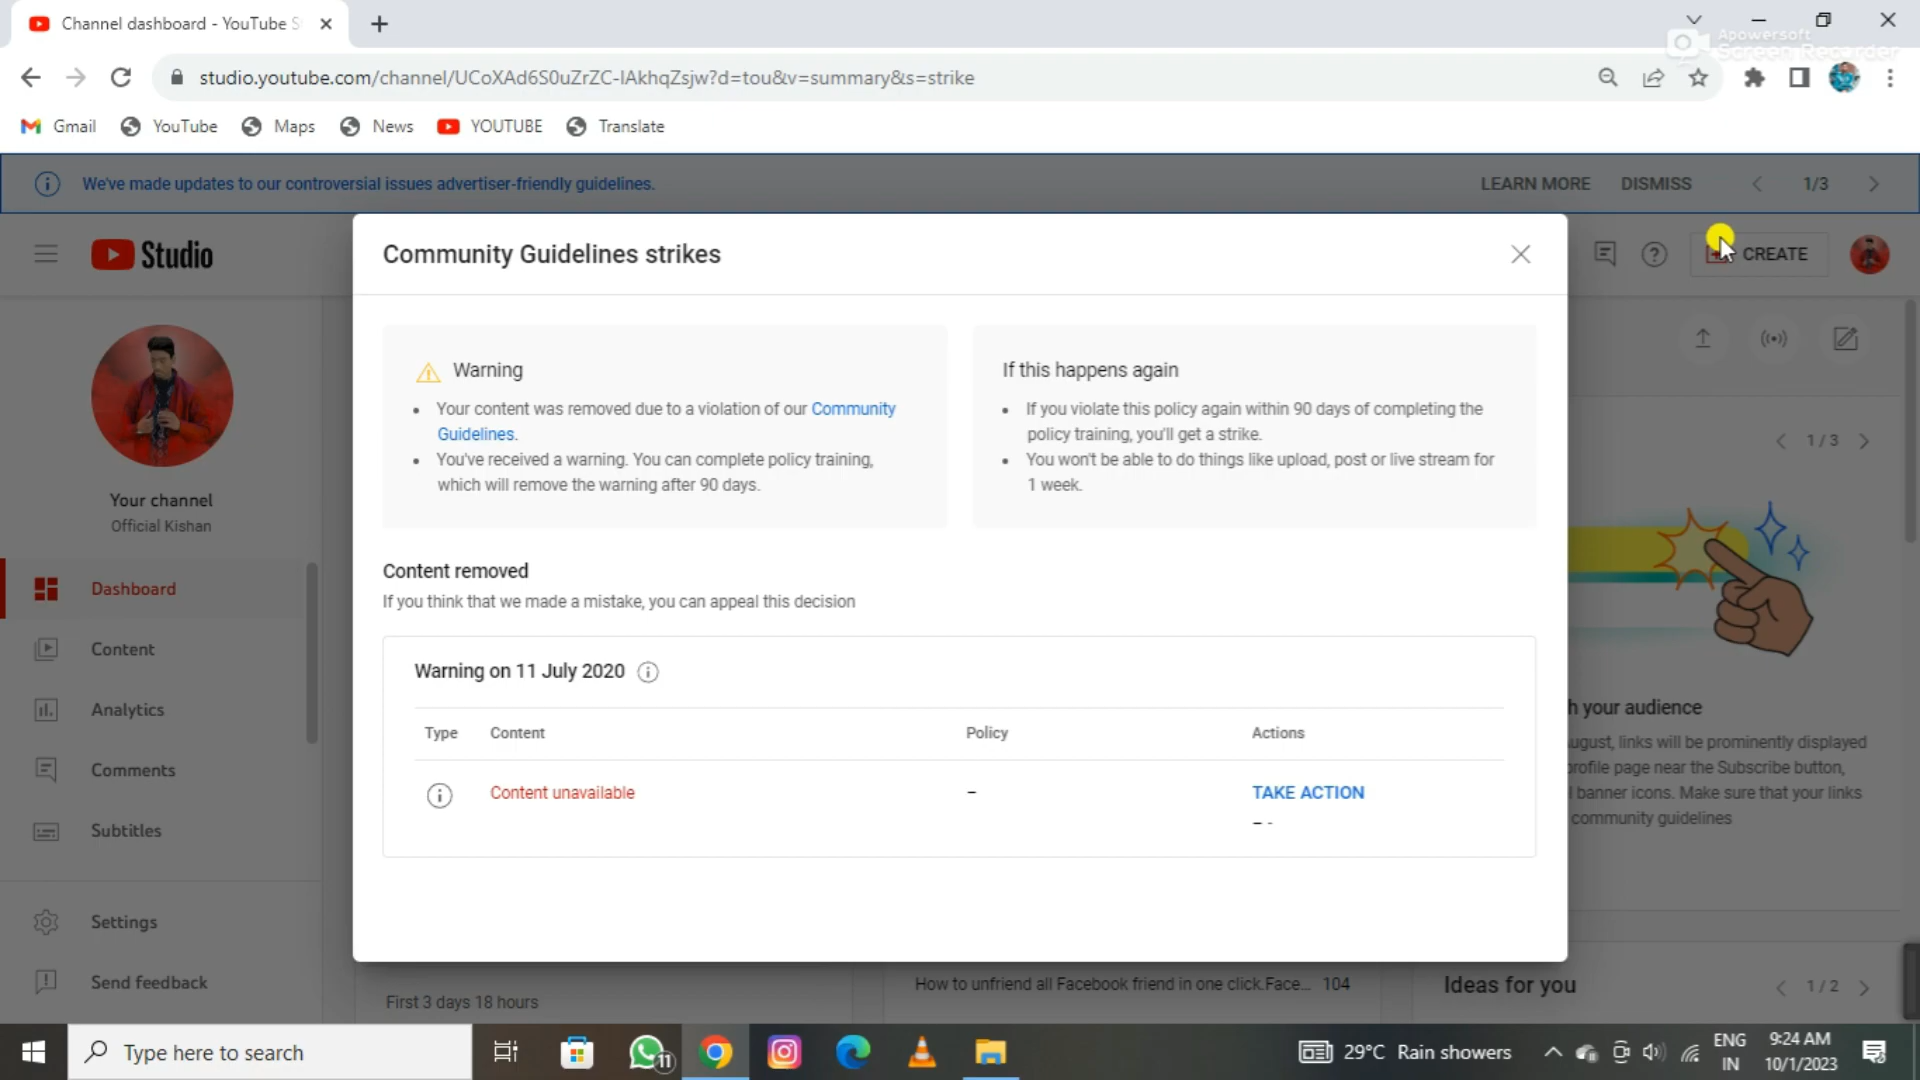 Channel dashboard - YouTube S
Apowersoft
Screen Recorder
studio.youtube.com/channel/UCoXAd6S0uZrZC-lAkhqZsjw?d=tou&v=summary&s=strike
Gmail YouTube Maps News YOUTUBE Translate
We've made updates to our controversial issues advertiser-friendly guidelines. LEARN MORE DISMISS 1/3
Studio
CREATE
Your channel
Official Kishan
Dashboard
Content
Analytics
Comments
Subtitles
Settings
Send feedback
Community Guidelines strikes
Warning
• Your content was removed due to a violation of our Community
Guidelines.
• You've received a warning. You can complete policy training,
which will remove the warning after 90 days.
If this happens again
• If you violate this policy again within 90 days of completing the
policy training, you'll get a strike.
• You won't be able to do things like upload, post or live stream for
1 week.
Content removed
If you think that we made a mistake, you can appeal this decision
Warning on 11 July 2020
Type Content Policy Actions
Content unavailable – TAKE ACTION
1 / 3
h your audience
ugust, links will be prominently displayed
profile page near the Subscribe button,
l banner icons. Make sure that your links
community guidelines
First 3 days 18 hours
How to unfriend all Facebook friend in one click.Face... 104
Ideas for you 1 / 2
Type here to search
11
29°C Rain showers
ENG
IN
9:24 AM
10/1/2023